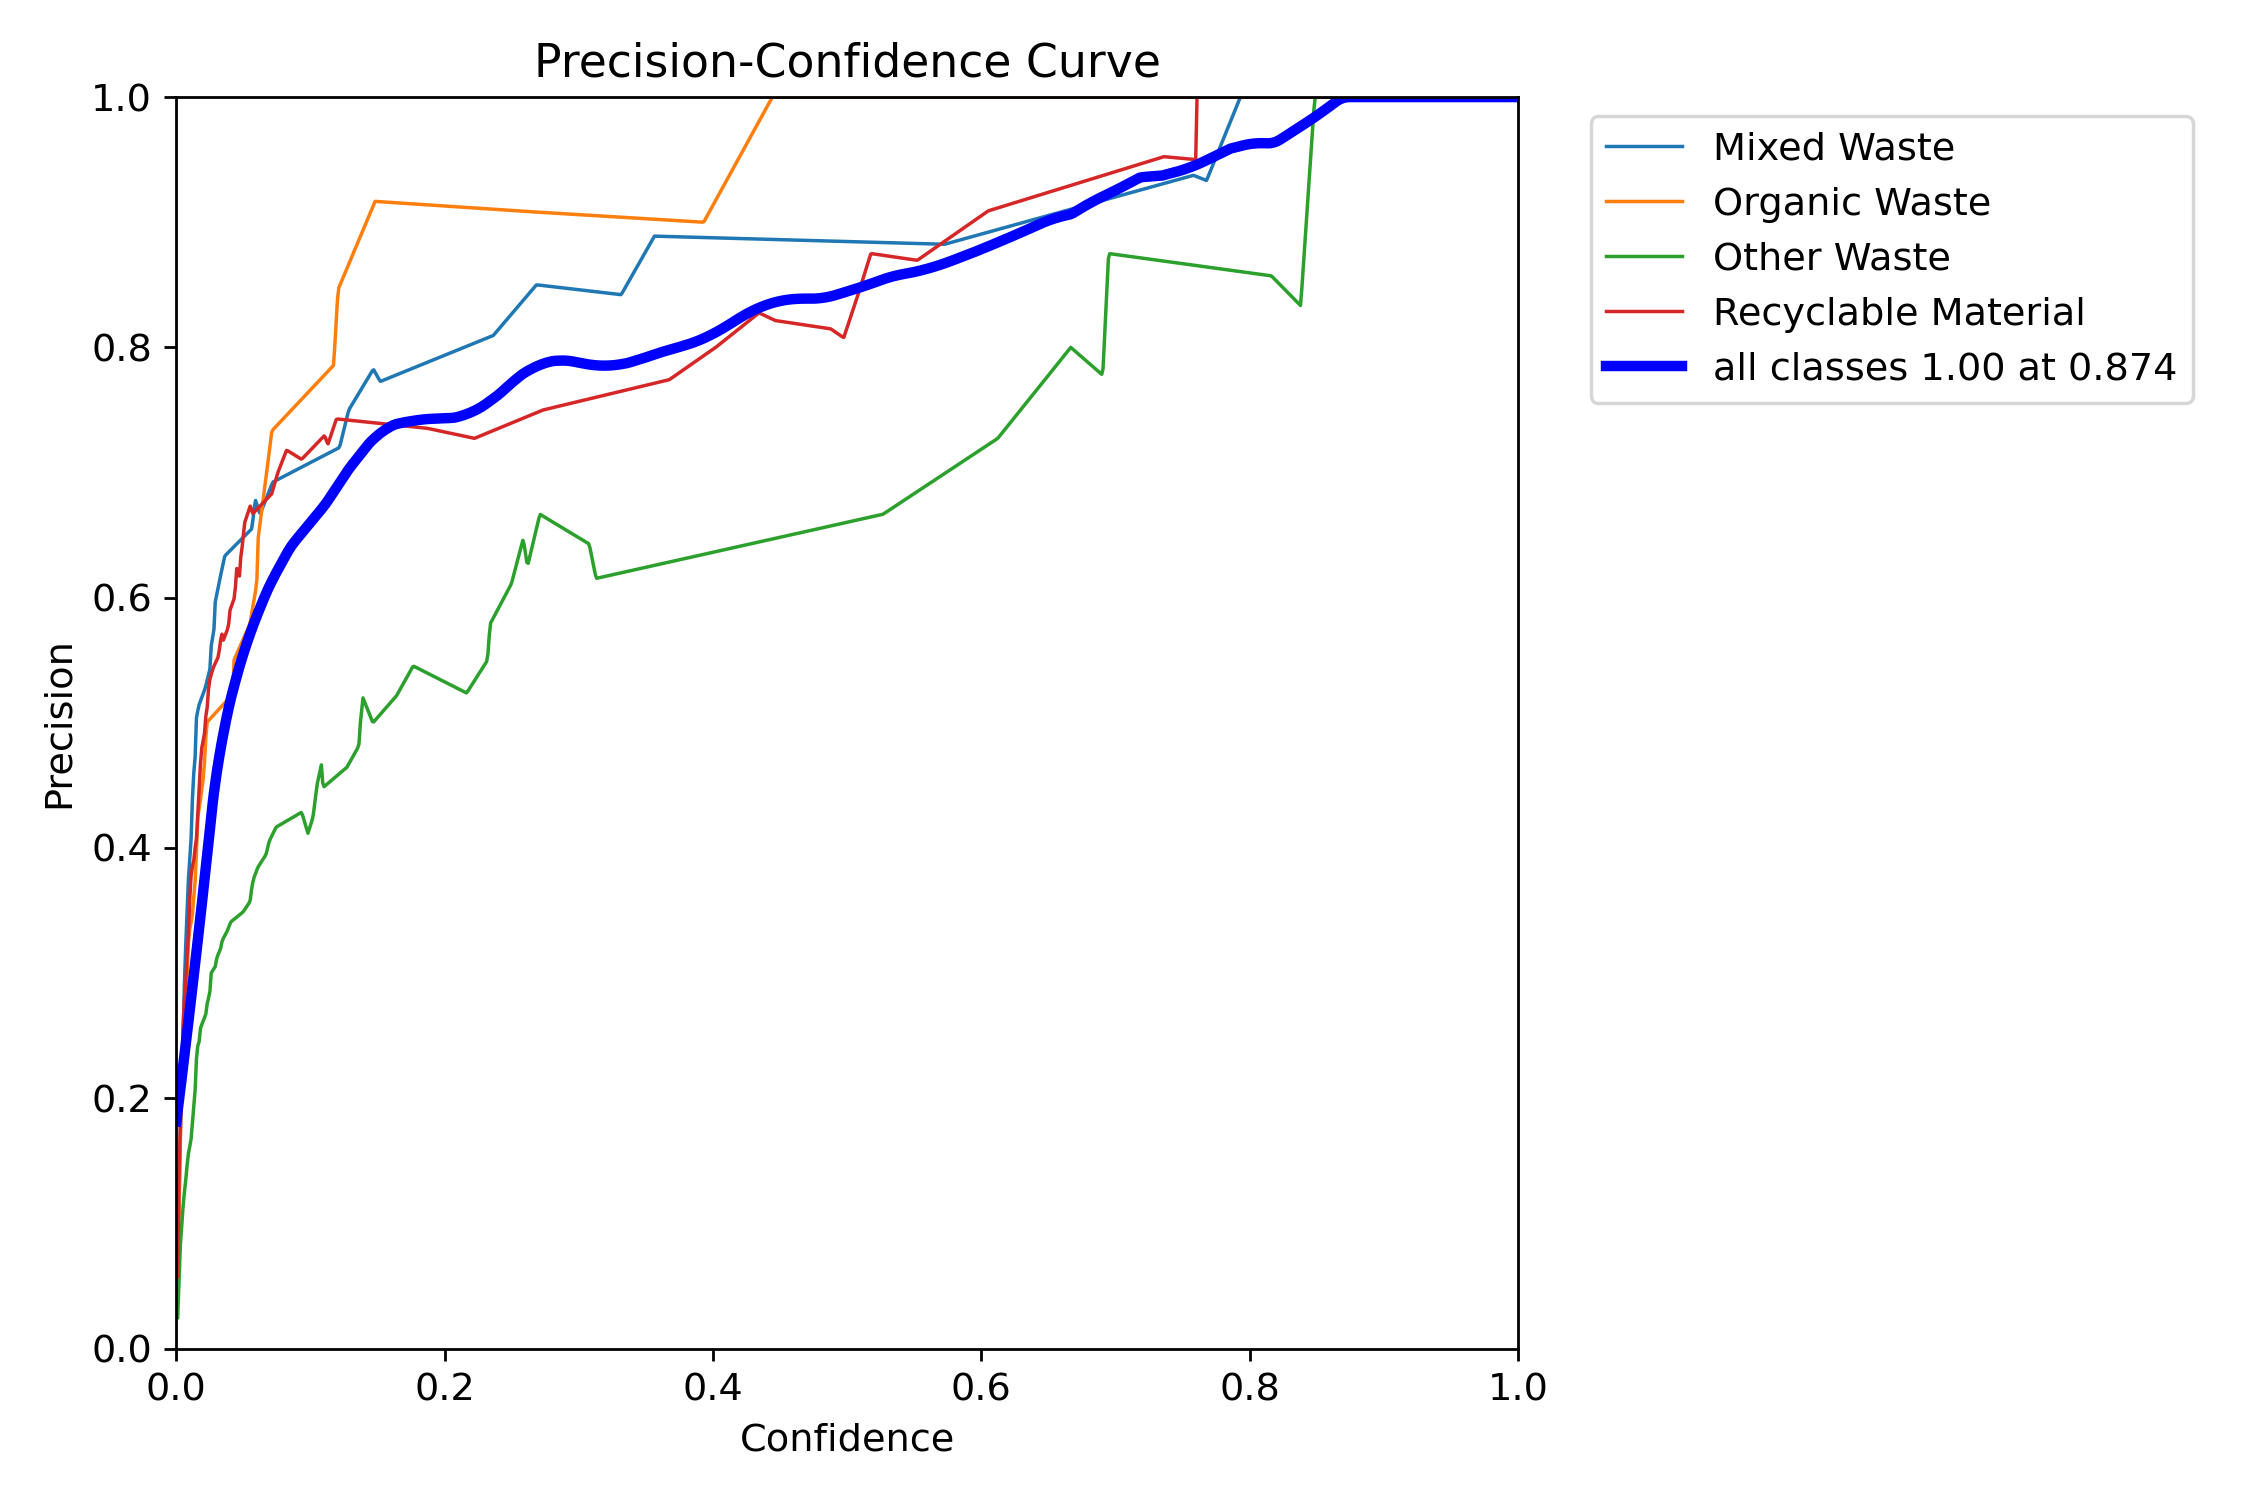 Precision-Confidence Curve
1.0
0.8
0.6
0.4
0.2
0.0
Precision
0.0 0.2 0.4 0.6 0.8 1.0
Confidence
Mixed Waste
Organic Waste
Other Waste
Recyclable Material
all classes 1.00 at 0.874